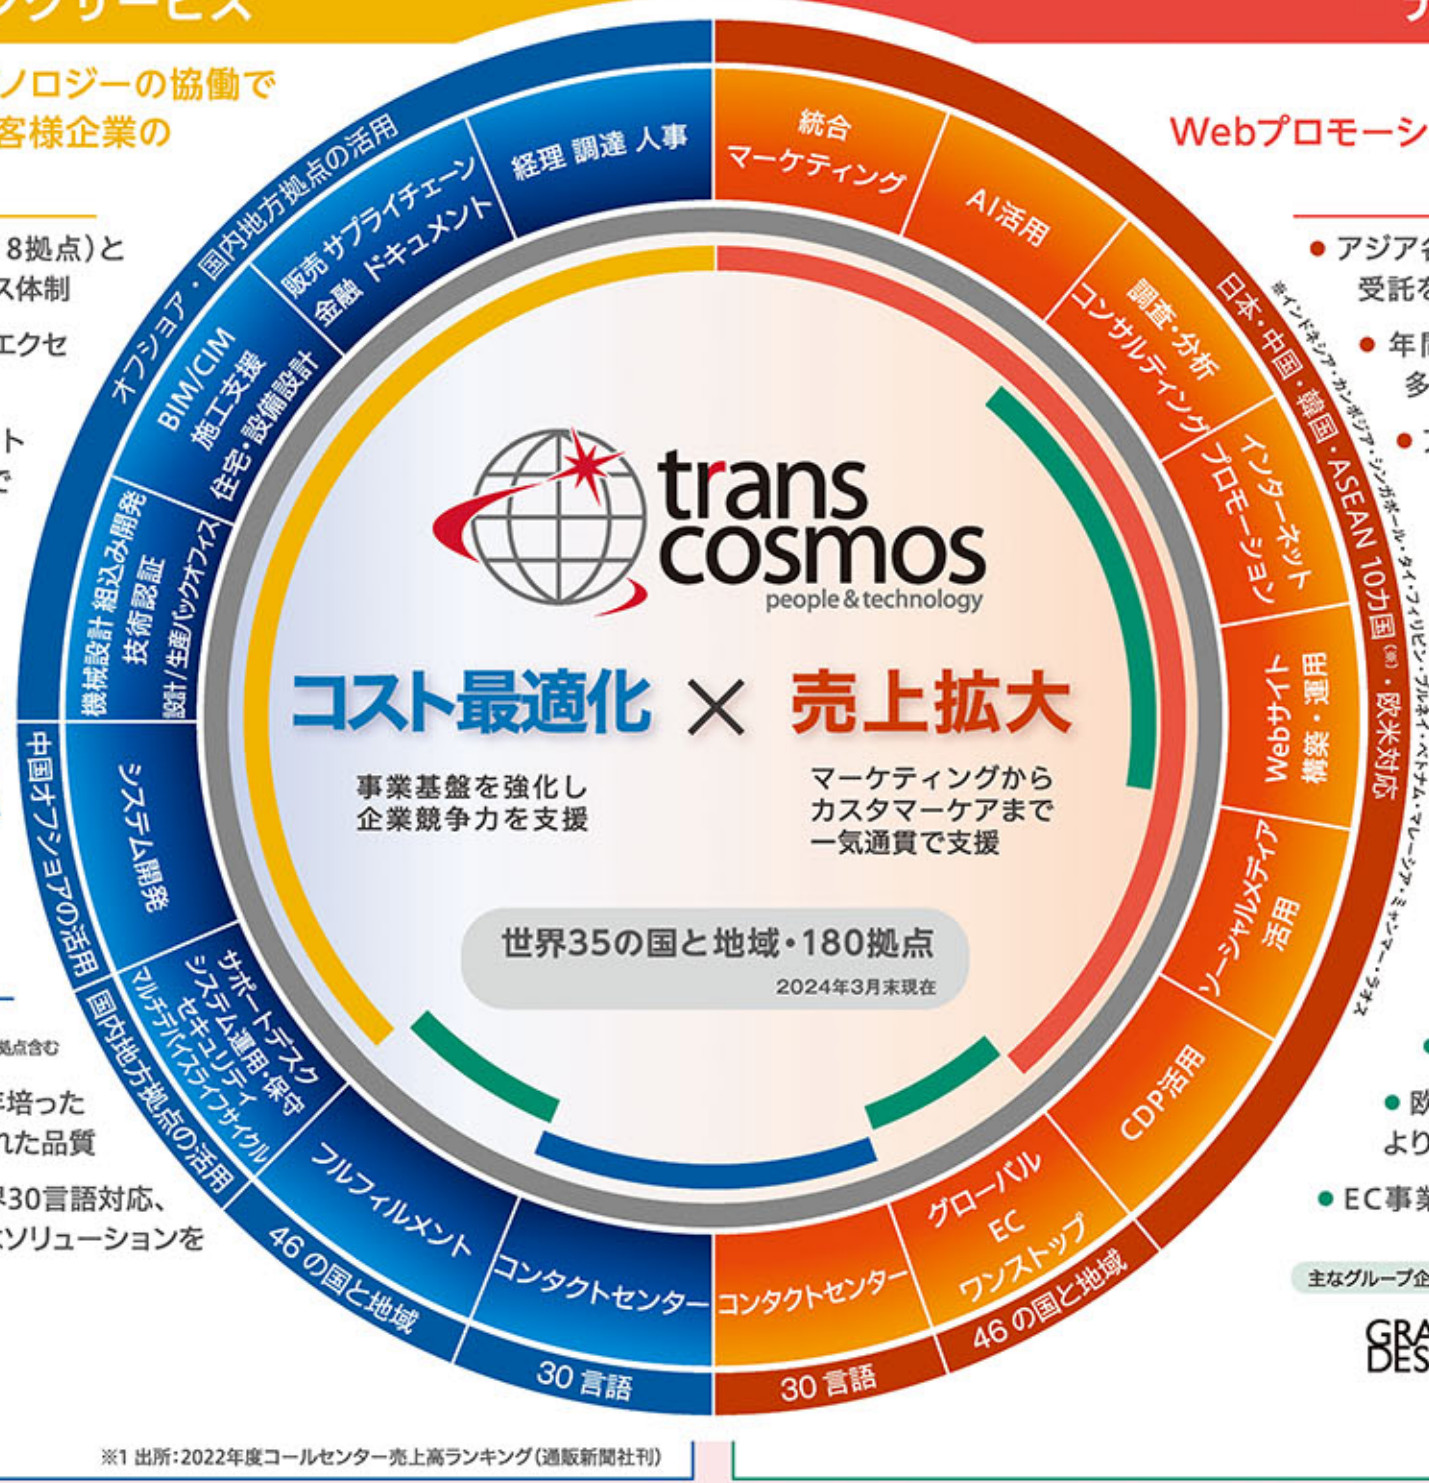 ングサービス
ノロジーの協働で
客様企業の
8拠点）と
ス体制
エクセ
ト
で
拠点含む
年培った
れた品質
界30言語対応、
ソリューションを
Webプロモーシ
アジア各
受託を
年間
多
欧
より
EC事業
主なグループ企
GRA
DES
オフショア・国内地方拠点の活用
中国オフショアの活用
国内地方拠点の活用
46の国と地域
30言語
経理 調達 人事
販売 サプライチェーン
金融 ドキュメント
BIM/CIM
施工支援
住宅・設備設計
機械設計 組込み開発
技術認証
設計/生産バックオフィス
システム開発
サポートデスク
システム運用・保守
セキュリティ
マルチデバイスライフサイクル
フルフィルメント
コンタクトセンター
統合
マーケティング
AI活用
調査・分析
コンサルティング
インターネット
プロモーション
Webサイト
構築・運用
ソーシャルメディア
活用
CDP活用
グローバル
EC
ワンストップ
コンタクトセンター
日本・中国・韓国・ASEAN 10カ国(※)・欧米対応
※インドネシア・カンボジア・シンガポール・タイ・フィリピン・ブルネイ・ベトナム・マレーシア・ミャンマー・ラオス
46の国と地域
30言語
trans
cosmos
people & technology
コスト最適化 × 売上拡大
事業基盤を強化し
企業競争力を支援
マーケティングから
カスタマーケアまで
一気通貫で支援
世界35の国と地域・180拠点
2024年3月末現在
※1 出所：2022年度コールセンター売上高ランキング（通販新聞社刊）